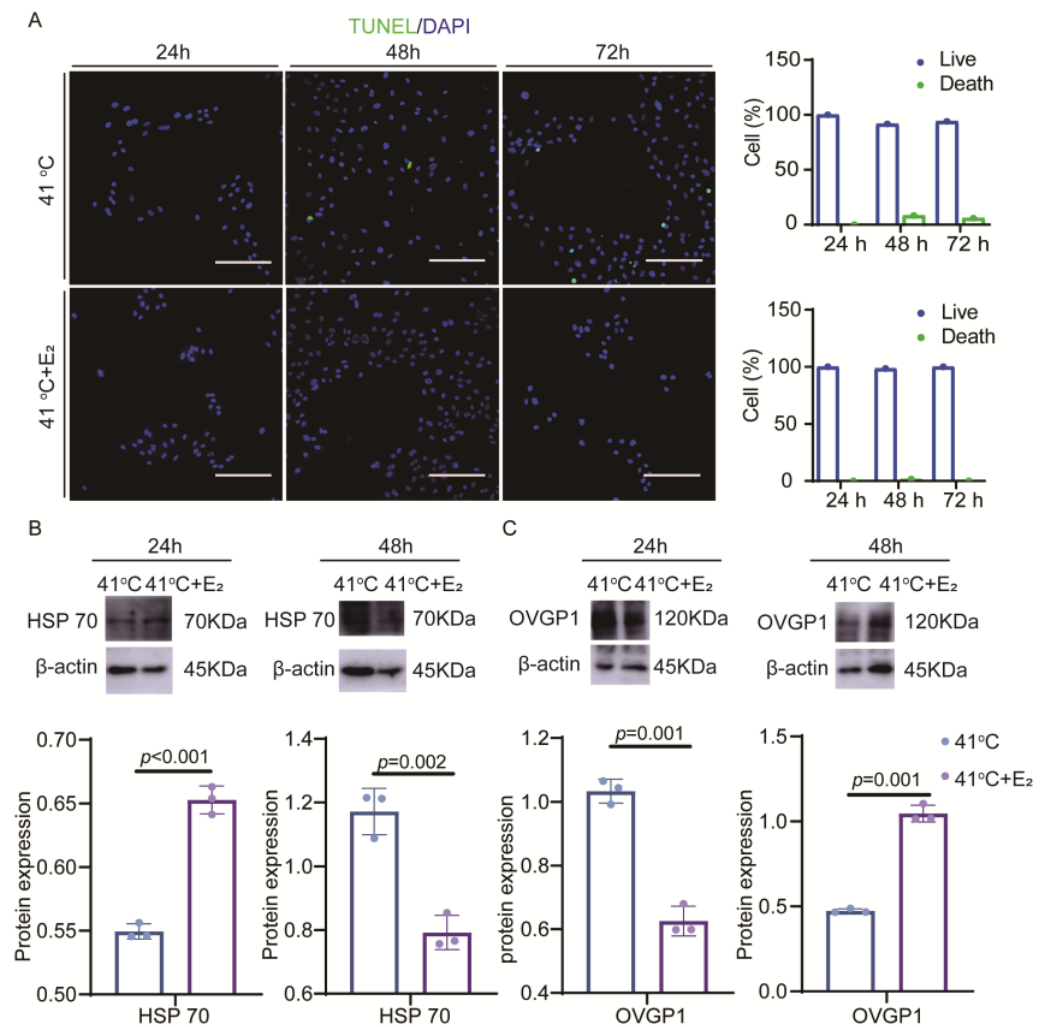 A
TUNEL/DAPI
24h 48h 72h
41 °C
41 °C+E₂
150
100
50
0
Cell (%)
Live
Death
24 h 48 h 72 h
150
100
50
0
Cell (%)
Live
Death
24 h 48 h 72 h
B
24h
41°C 41°C+E₂
HSP 70 70KDa
β-actin 45KDa
48h
41°C 41°C+E₂
HSP 70 70KDa
β-actin 45KDa
C
24h
41°C 41°C+E₂
OVGP1 120KDa
β-actin 45KDa
48h
41°C 41°C+E₂
OVGP1 120KDa
β-actin 45KDa
0.70
0.65
0.60
0.55
0.50
Protein expression
p<0.001
HSP 70
1.4
1.2
1.0
0.8
0.6
Protein expression
p=0.002
HSP 70
1.2
1.0
0.8
0.6
0.4
protein expression
p=0.001
OVGP1
1.5
1.0
0.5
0.0
Protein expression
p=0.001
41°C
41°C+E₂
OVGP1